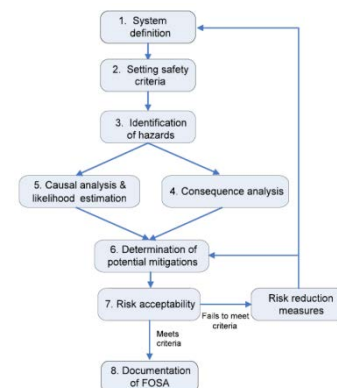 1. System
definition
2. Setting safety
criteria
3. Identification
of hazards
5. Causal analysis &
likelihood estimation
4. Consequence analysis
6. Determination of
potential mitigations
7. Risk acceptability
Fails to meet
criteria
Risk reduction
measures
Meets
criteria
8. Documentation
of FOSA